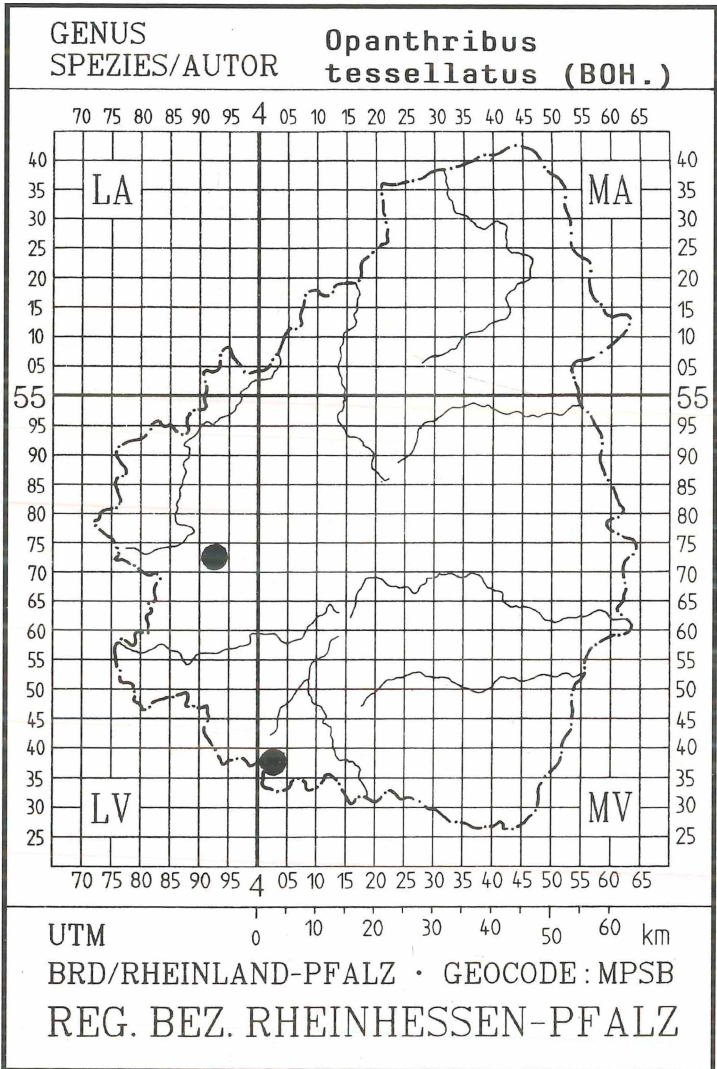 GENUS Opanthribus
SPEZIES/AUTOR tessellatus (BOH.)
70 75 85 90 95 4 05 10 15 20 25 30 35 40 45 50 55 60 65
40 LA MA 40
35 35
30 30
25 25
20 20
15 15
10 10
05 05
55 55
95 95
90 90
85 85
80 80
75 75
70 70
65 65
60 60
55 55
50 50
45 45
40 40
35 35
30 LV MV 30
25 25
70 75 85 90 95 4 05 10 15 20 25 30 35 40 45 50 55 60 65
UTM 0 10 20 30 40 50 60 km
BRD/RHEINLAND-PFALZ · GEOCODE: MPSB
REG. BEZ. RHEINHESSEN-PFALZ